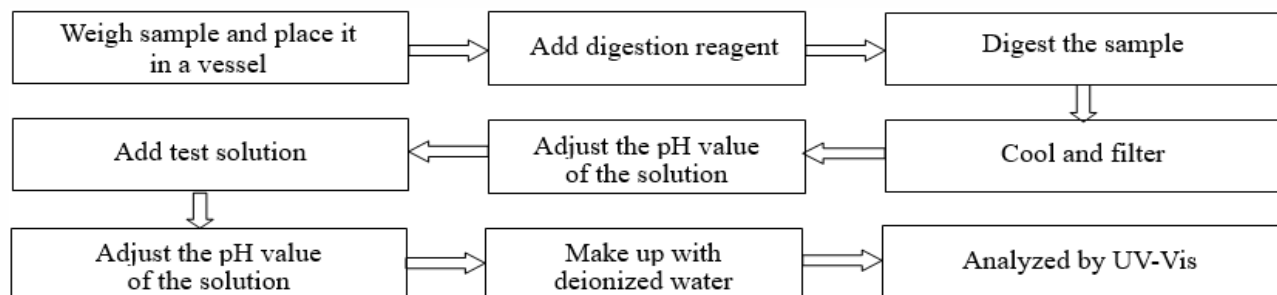 Weigh sample and place it
in a vessel
Add digestion reagent
Digest the sample
Cool and filter
Adjust the pH value
of the solution
Add test solution
Adjust the pH value
of the solution
Make up with
deionized water
Analyzed by UV-Vis